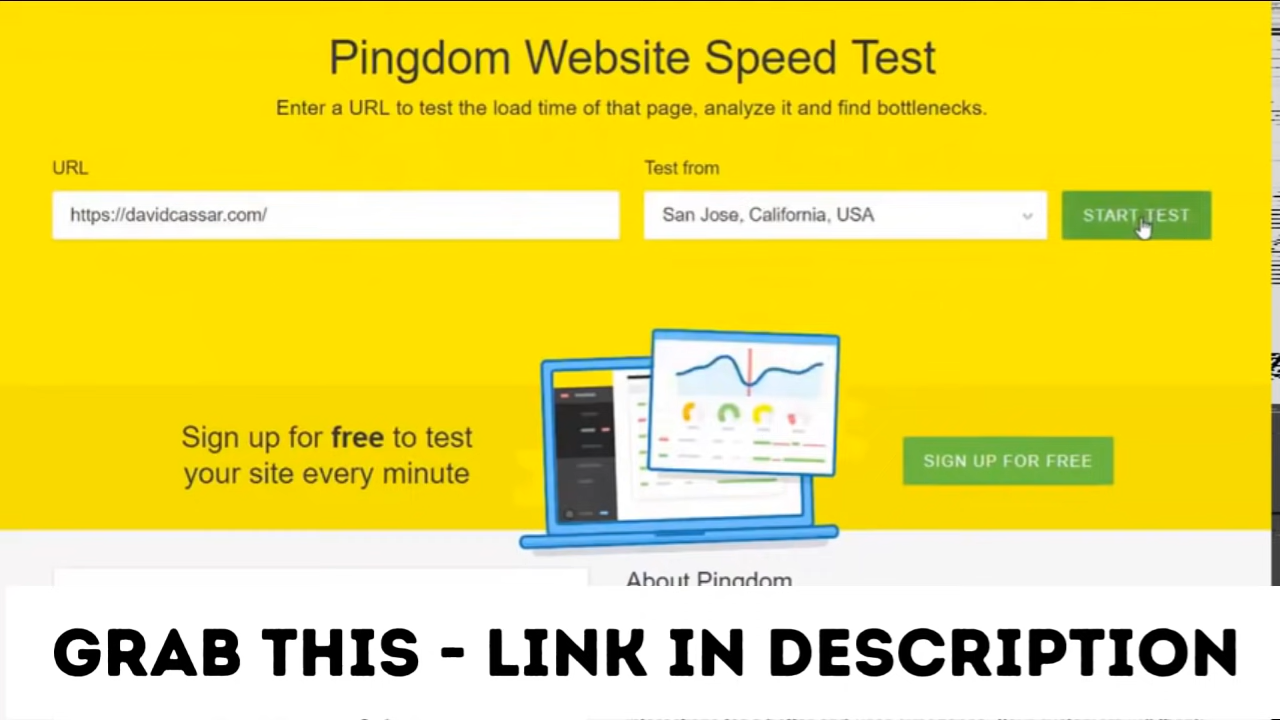 Pingdom Website Speed Test
Enter a URL to test the load time of that page, analyze it and find bottlenecks.
URL
Test from
https://davidcassar.com/
San Jose, California, USA
START TEST
Sign up for free to test
your site every minute
SIGN UP FOR FREE
About Pingdom
GRAB THIS - LINK IN DESCRIPTION